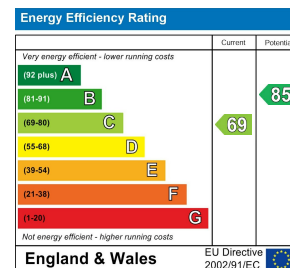 Energy Efficiency Rating
Current Potentia
Very energy efficient - lower running costs
(92 plus) A
(81-91) B
85
(69-80) C
69
(55-68) D
(39-54) E
(21-38) F
(1-20) G
Not energy efficient - higher running costs
England & Wales
EU Directive
2002/91/EC